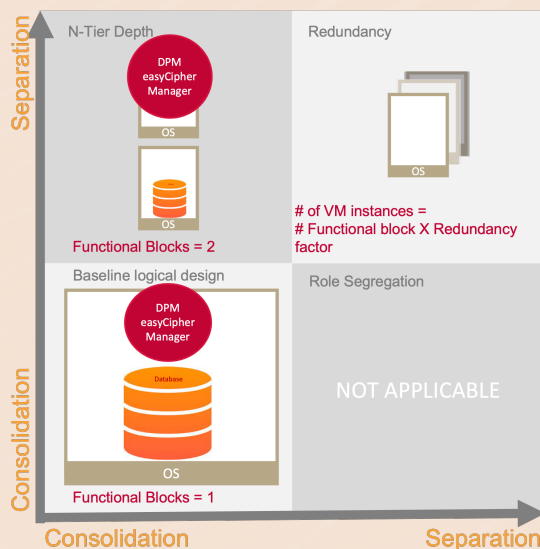 Separation
N-Tier Depth
DPM
easyCipher
Manager
OS
OS
Functional Blocks = 2
Redundancy
OS
# of VM instances =
# Functional block X Redundancy
factor
Consolidation
Baseline logical design
DPM
easyCipher
Manager
Database
OS
Functional Blocks = 1
Role Segregation
NOT APPLICABLE
Consolidation
Separation